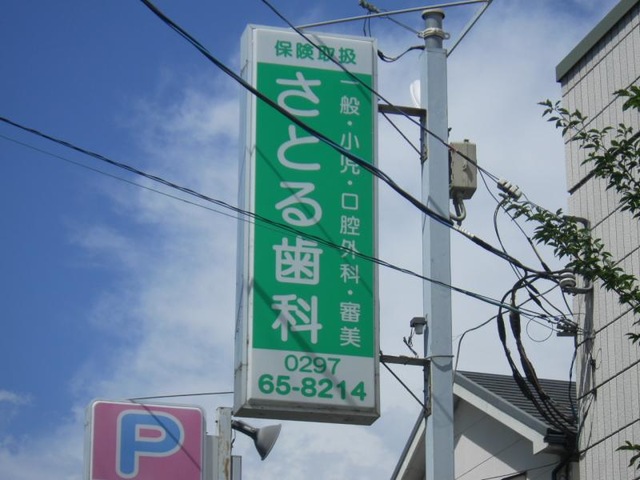 保険取扱
さとる歯科
一般・小児・口腔外科・審美
0297
65-8214
P